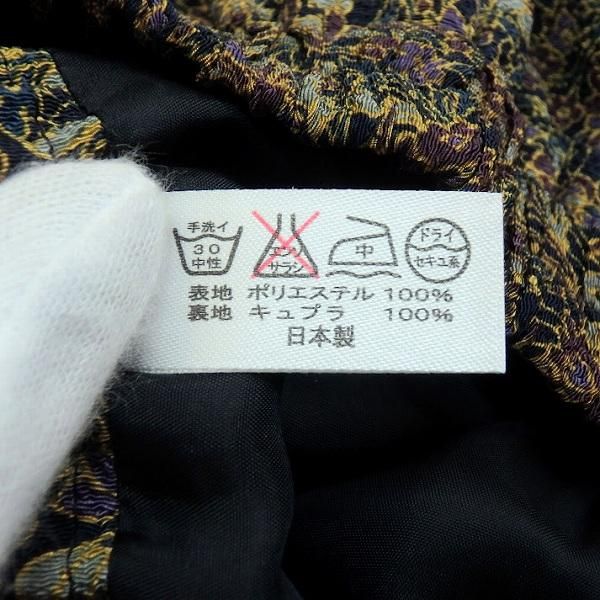 手洗イ
30
中性
エンソ
サラシ
中
ドライ
セキユ系
表地 ポリエステル 100%
裏地 キュプラ 100%
日本製